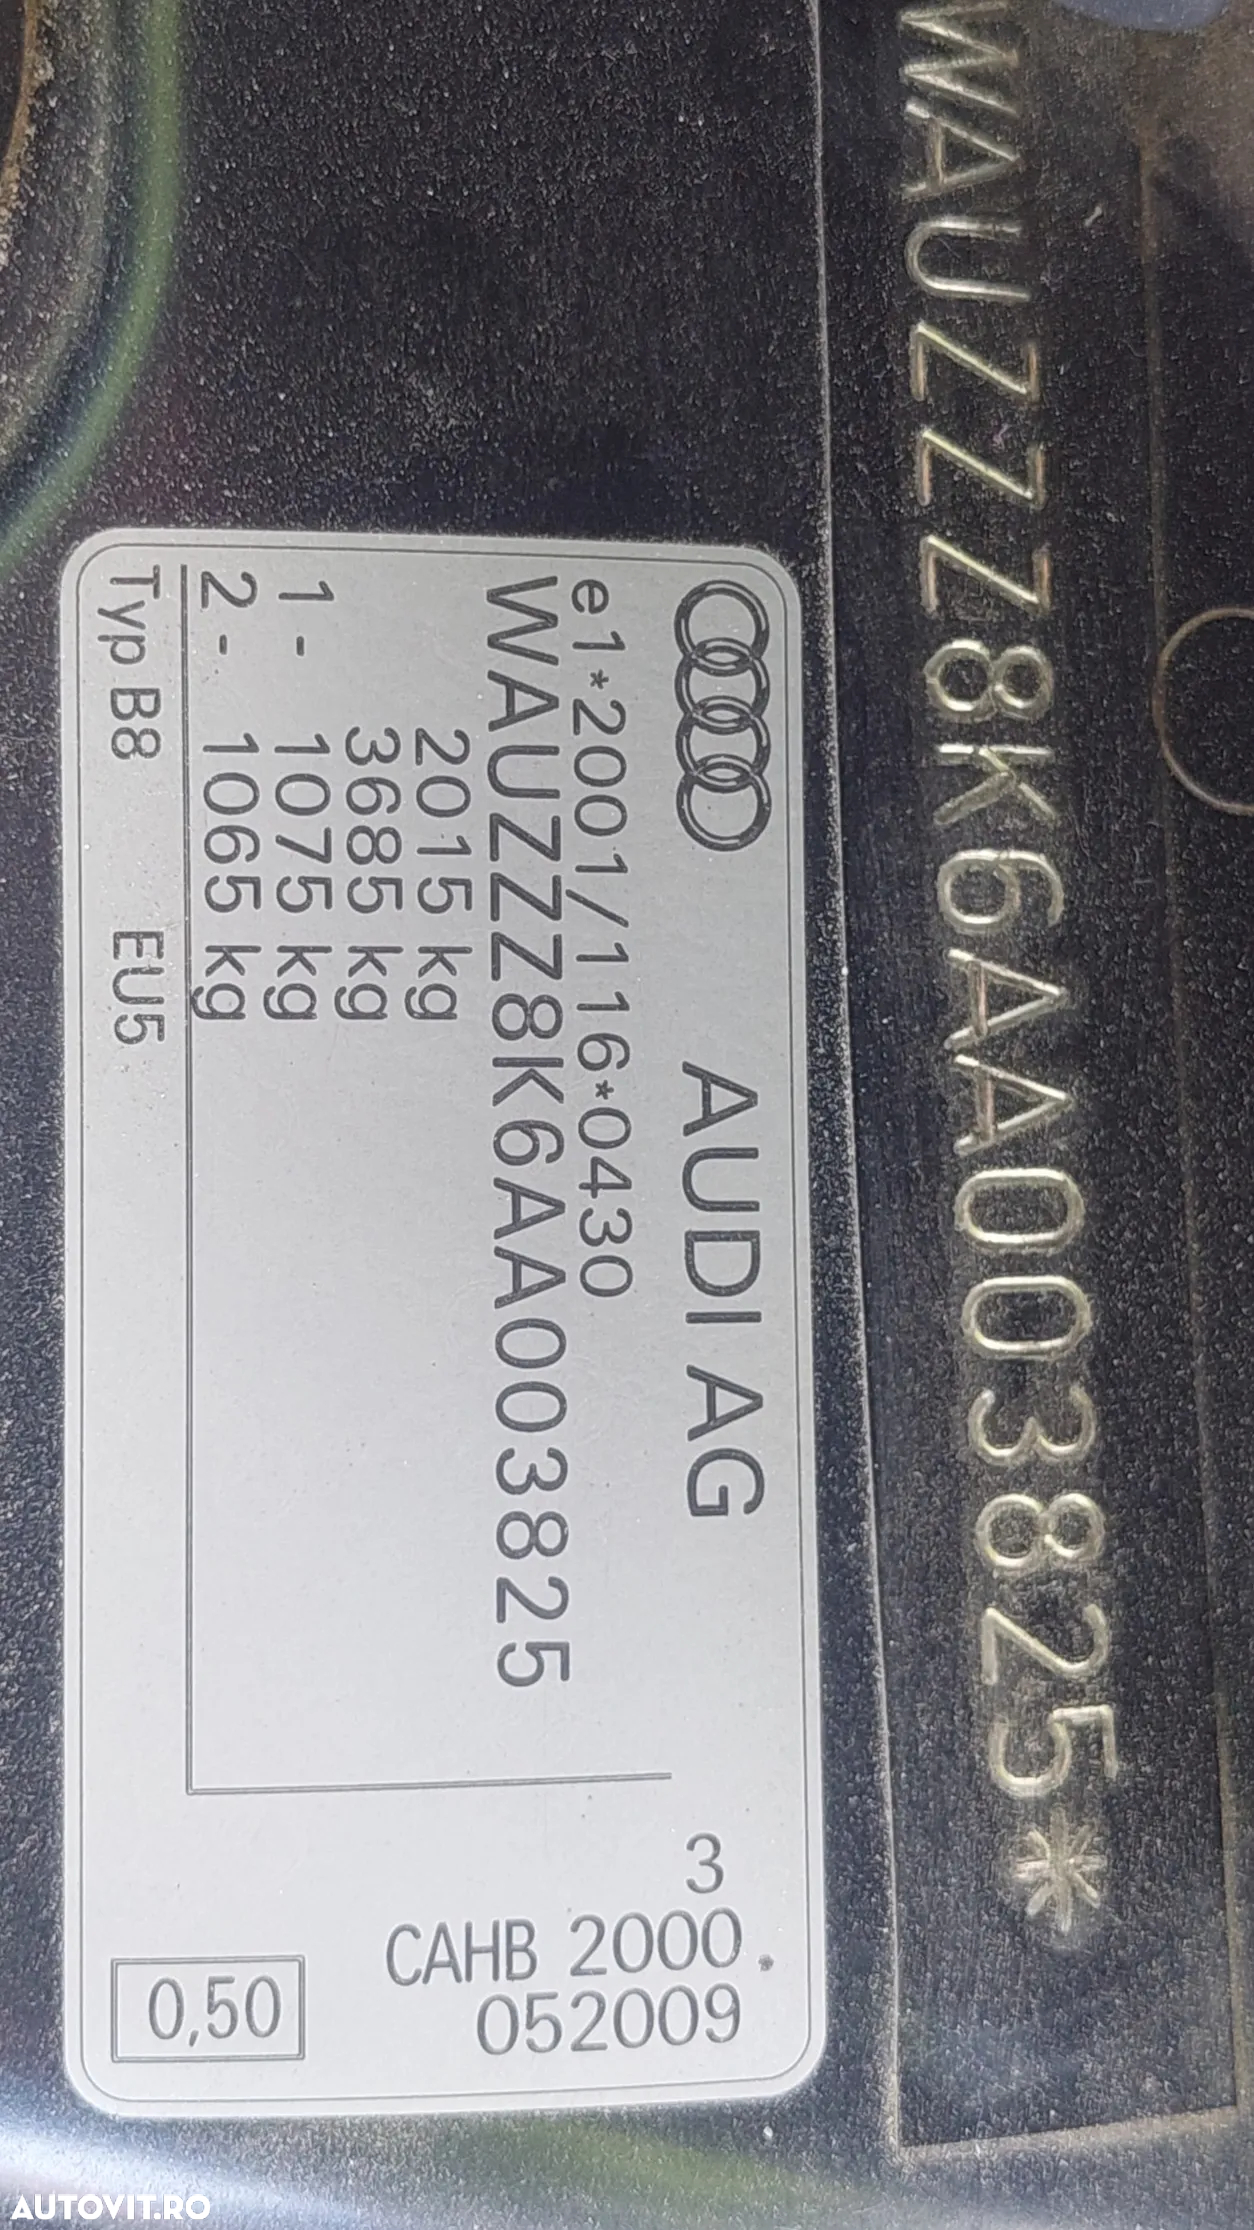 WAUZZZ8K6AA003825*
AUDI AG
e1*2001/116*0430
WAUZZZ8K6AA003825
2015 kg
3685 kg
1- 1075 kg
2- 1065 kg
Typ B8 EU5
3
CAHB 2000
052009
0,50
AUTOVIT.RO